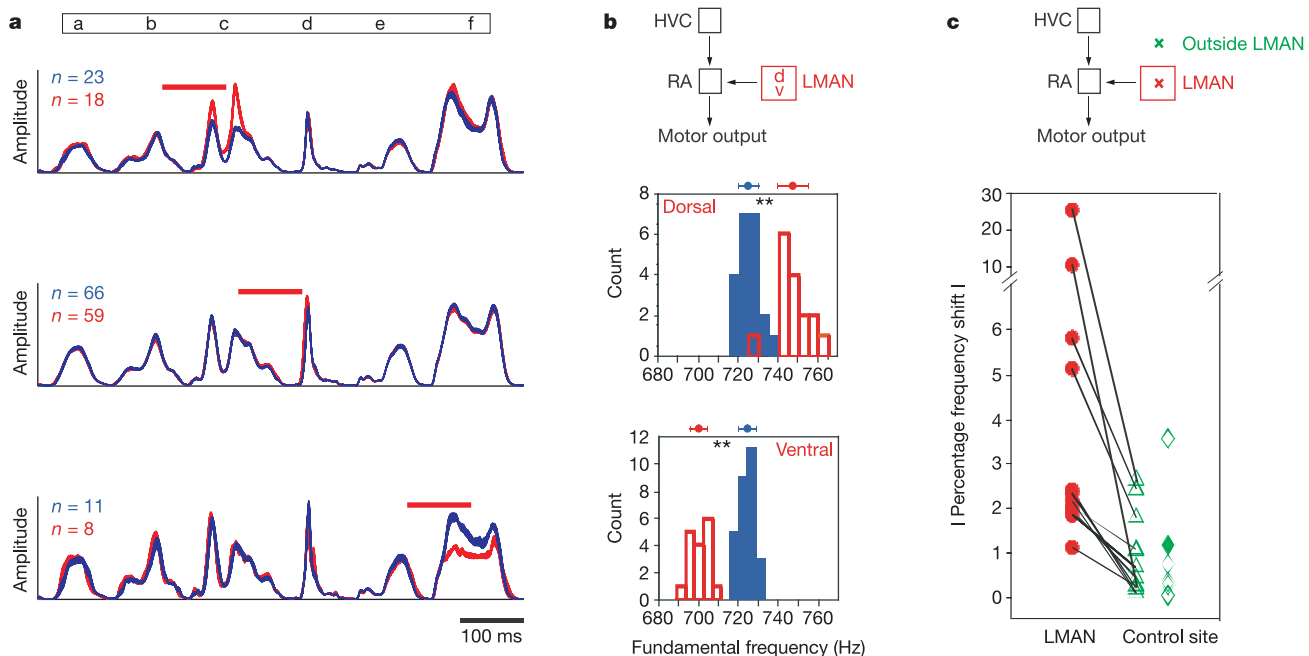 a
a b c d e f
Amplitude
n = 23
n = 18
Amplitude
n = 66
n = 59
Amplitude
n = 11
n = 8
100 ms
b
HVC
RA
d
v
LMAN
Motor output
Dorsal
**
Count
8
6
4
2
0
680 700 720 740 760
Ventral
**
Count
12
10
8
6
4
2
0
680 700 720 740 760
Fundamental frequency (Hz)
c
HVC
× Outside LMAN
RA
× LMAN
Motor output
| Percentage frequency shift |
30
20
10
6
5
4
3
2
1
0
LMAN Control site